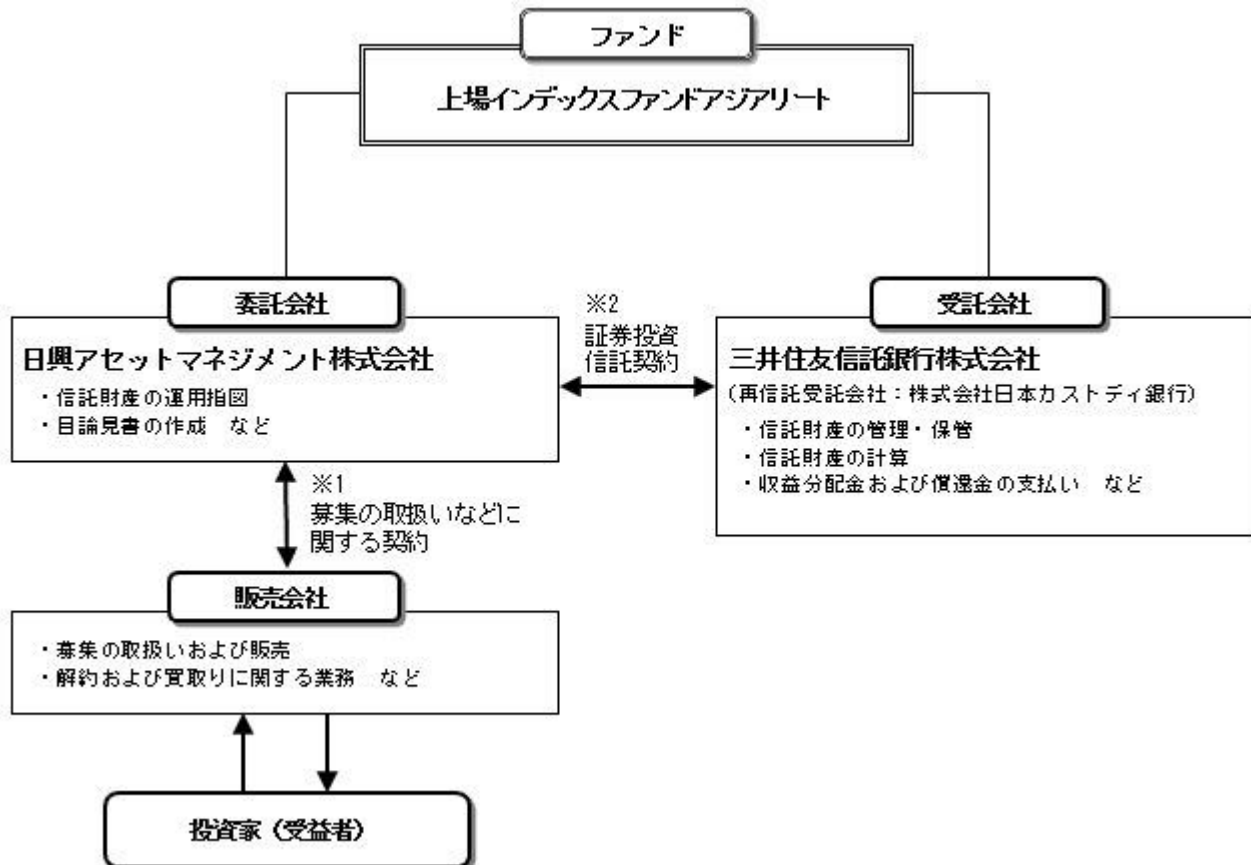 ファンド
上場インデックスファンドアジアリート
委託会社
日興アセットマネジメント株式会社
・信託財産の運用指図
・目論見書の作成　など
※2
証券投資
信託契約
受託会社
三井住友信託銀行株式会社
(再信託受託会社：株式会社日本カストディ銀行)
・信託財産の管理・保管
・信託財産の計算
・収益分配金および償還金の支払い　など
※1
募集の取扱いなどに
関する契約
販売会社
・募集の取扱いおよび販売
・解約および買取りに関する業務　など
投資家（受益者）